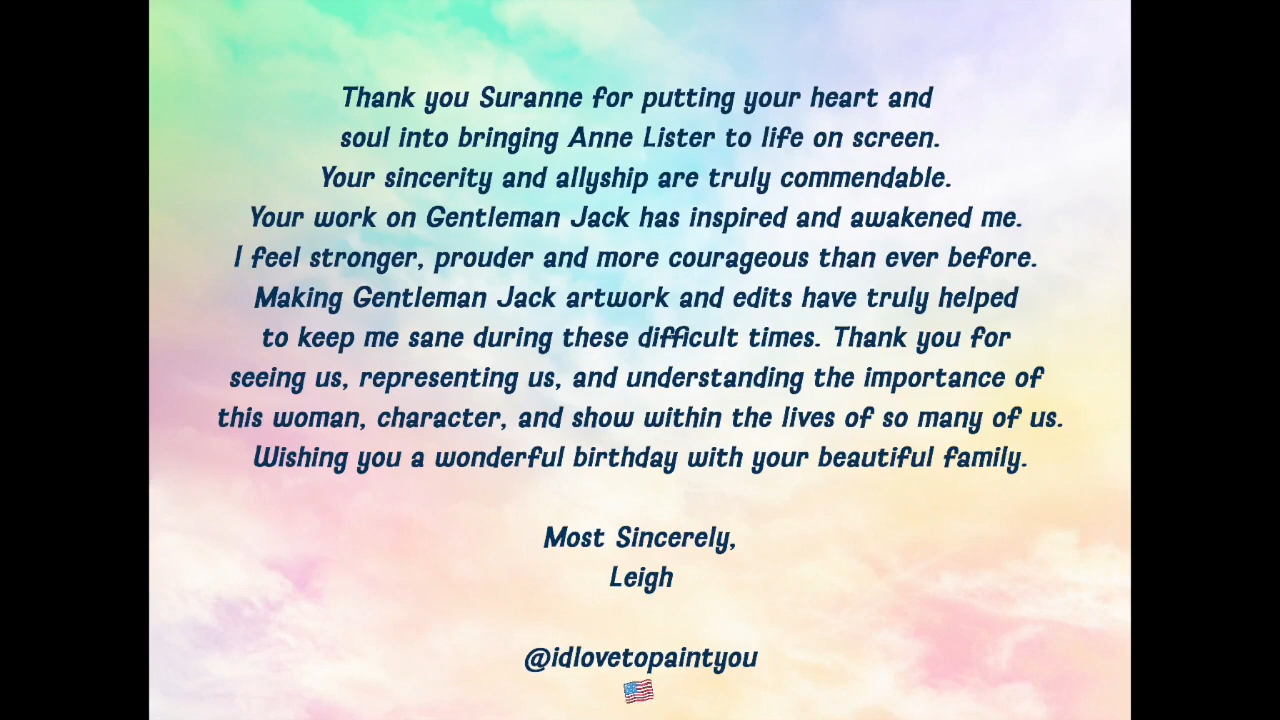 Thank you Suranne for putting your heart and
soul into bringing Anne Lister to life on screen.
Your sincerity and allyship are truly commendable.
Your work on Gentleman Jack has inspired and awakened me.
I feel stronger, prouder and more courageous than ever before.
Making Gentleman Jack artwork and edits have truly helped
to keep me sane during these difficult times. Thank you for
seeing us, representing us, and understanding the importance of
this woman, character, and show within the lives of so many of us.
Wishing you a wonderful birthday with your beautiful family.
Most Sincerely,
Leigh
@idlovetopaintyou